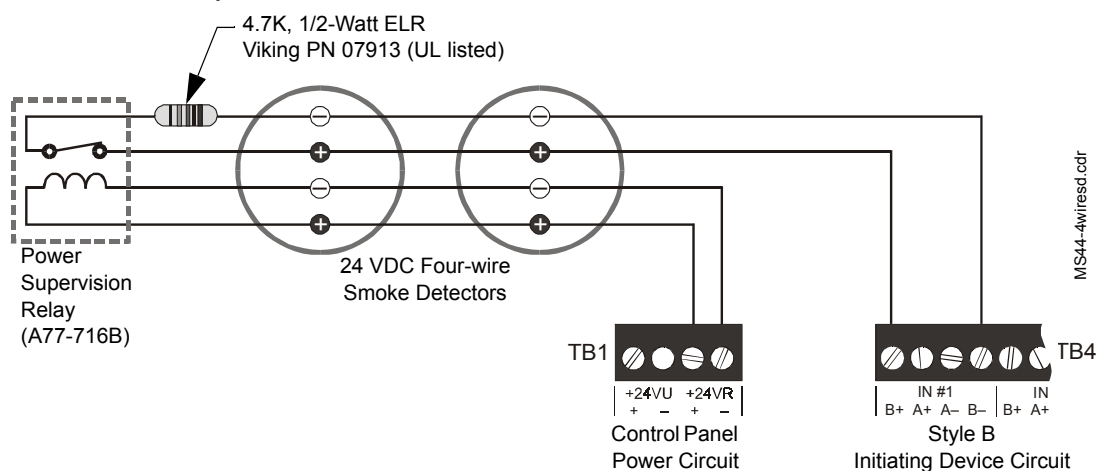 4.7K, 1/2-Watt ELR
Viking PN 07913 (UL listed)
−
−
+
+
−
−
+
+
Power
Supervision
Relay
(A77-716B)
24 VDC Four-wire
Smoke Detectors
MS44-4wiresd.cdr
TB1
TB4
+24VU +24VR
+ − + −
IN #1 IN
B+ A+ A– B– B+ A+
Control Panel
Power Circuit
Style B
Initiating Device Circuit